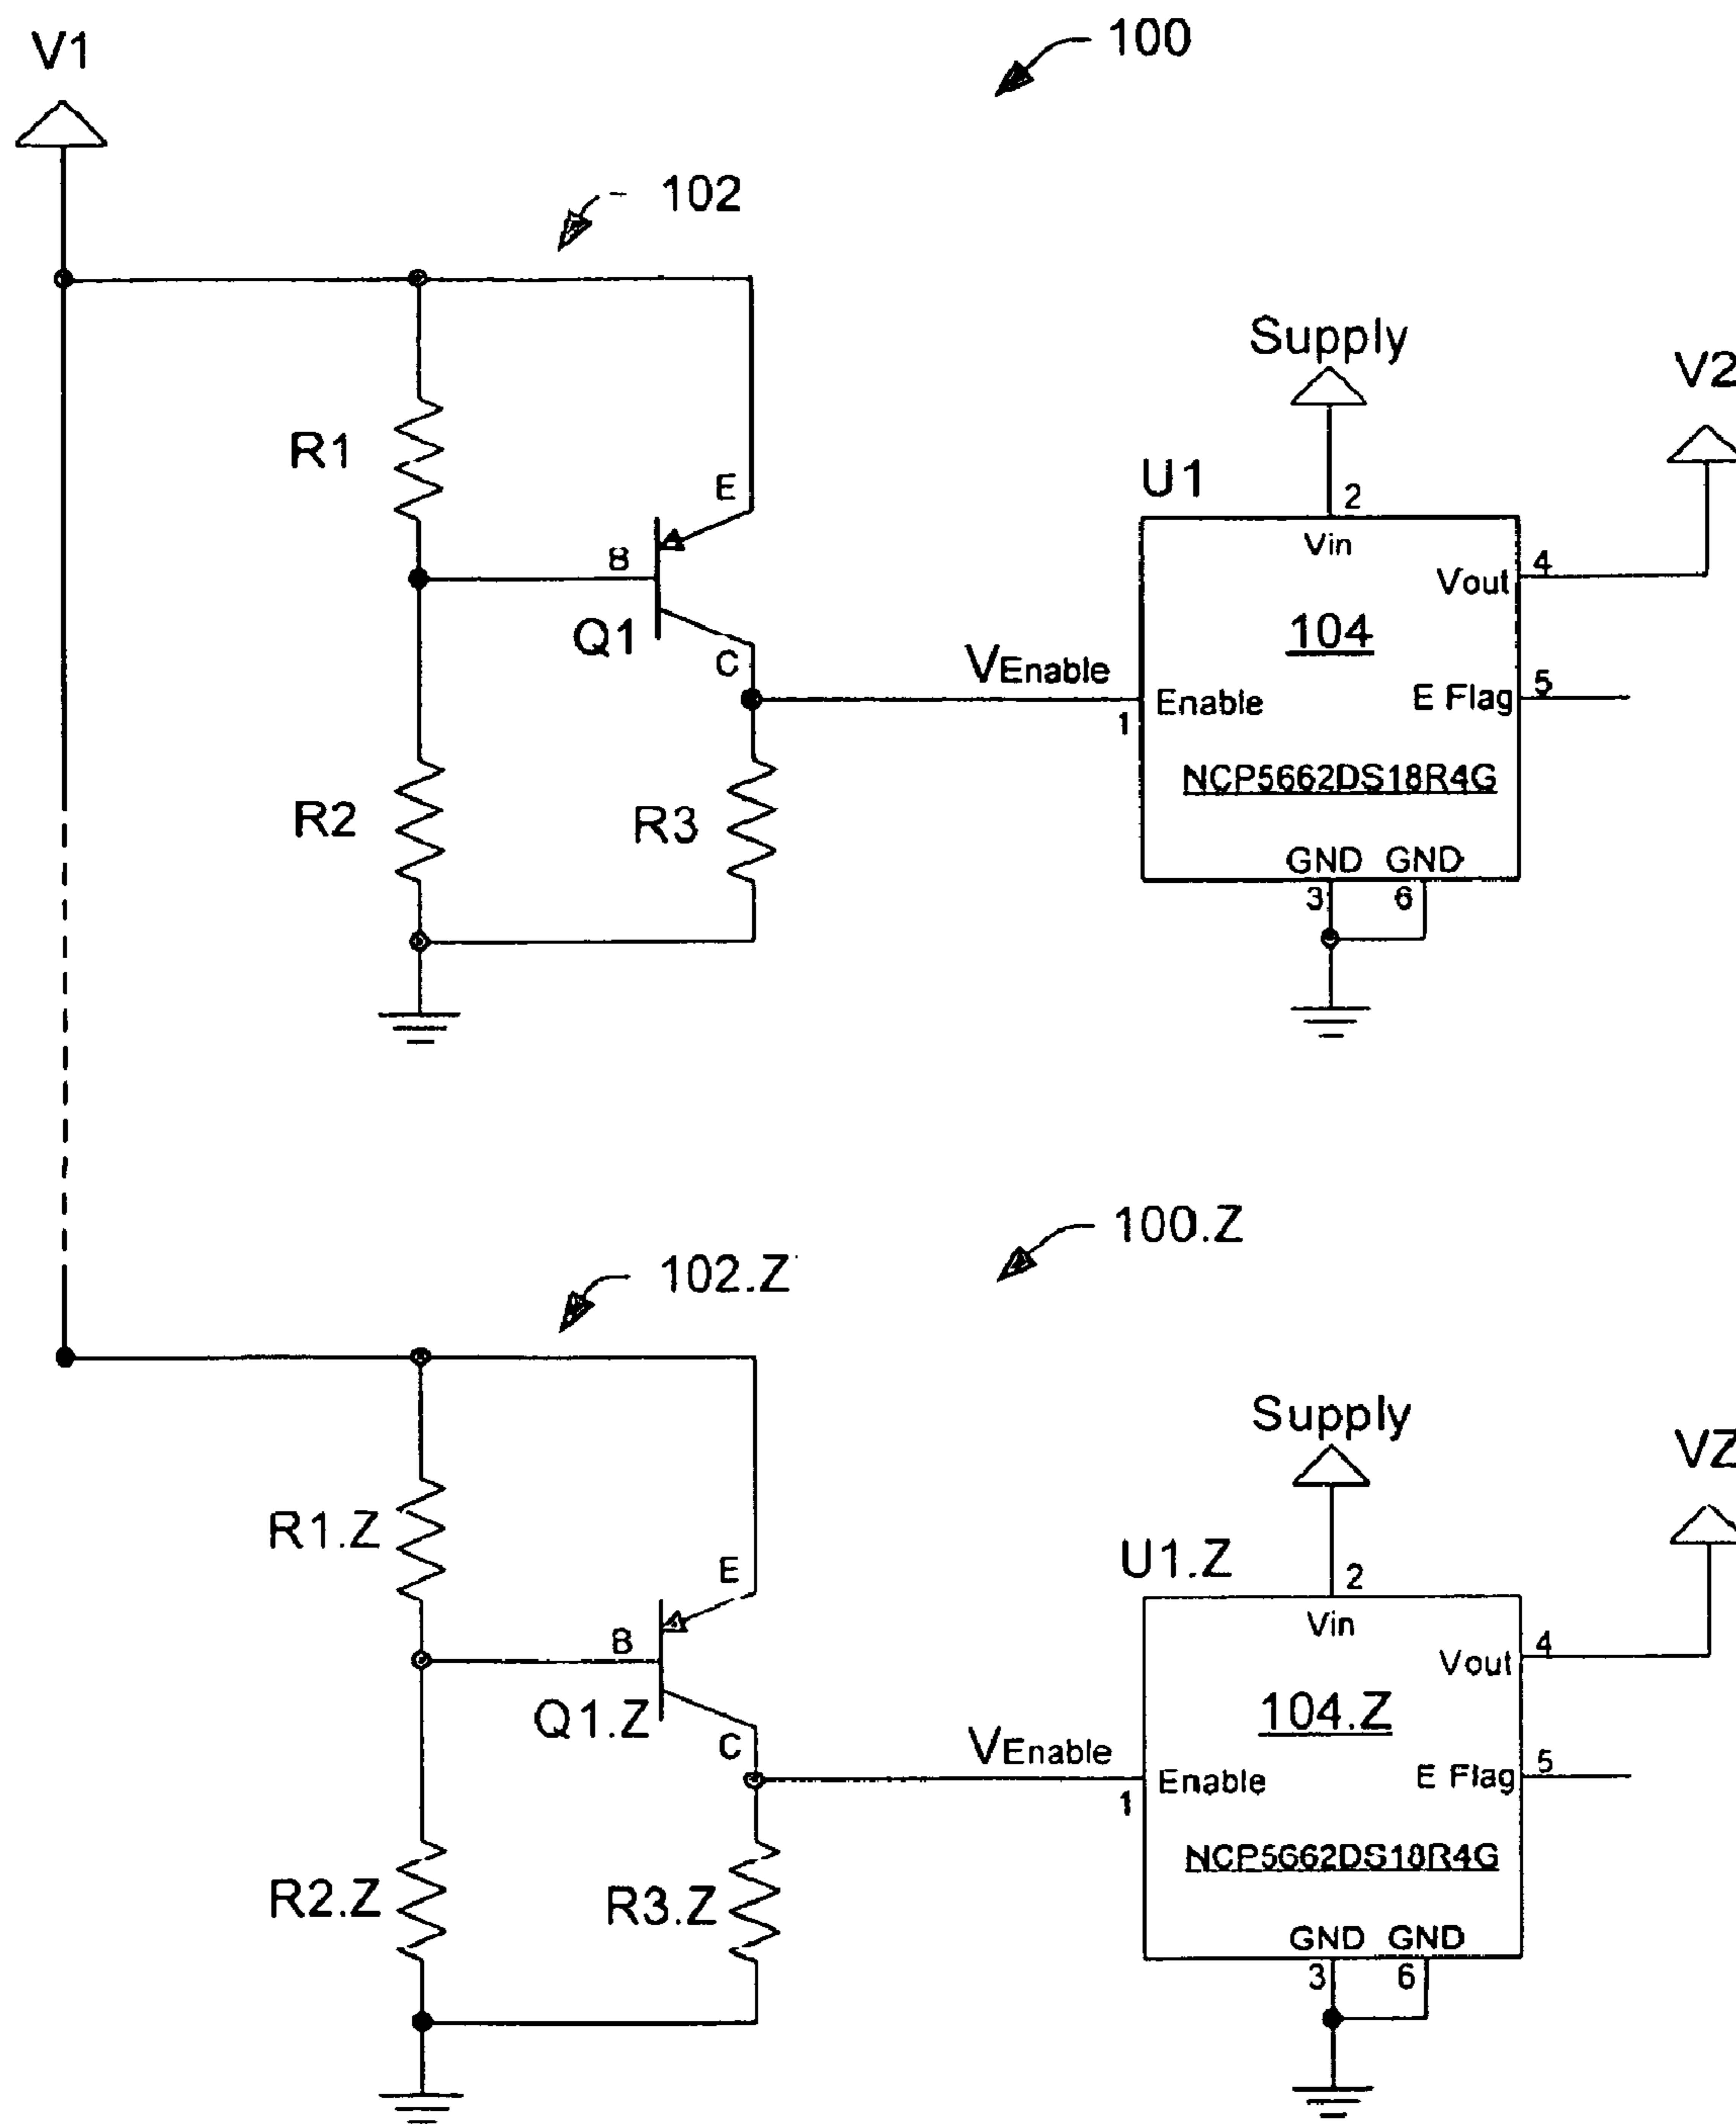 V1
100
102
Supply
V2
R1
E
U1
2
Vin
B
4
Vout
Q1
104
C
VEnable
5
Enable
E Flag
1
NCP5662DS18R4G
R2
R3
GND GND
3
6
100.Z
102.Z
Supply
VZ
R1.Z
E
U1.Z
2
Vin
B
4
Vout
Q1.Z
104.Z
C
VEnable
5
Enable
E Flag
1
NCP5662DS18R4G
R2.Z
R3.Z
GND GND
3
6